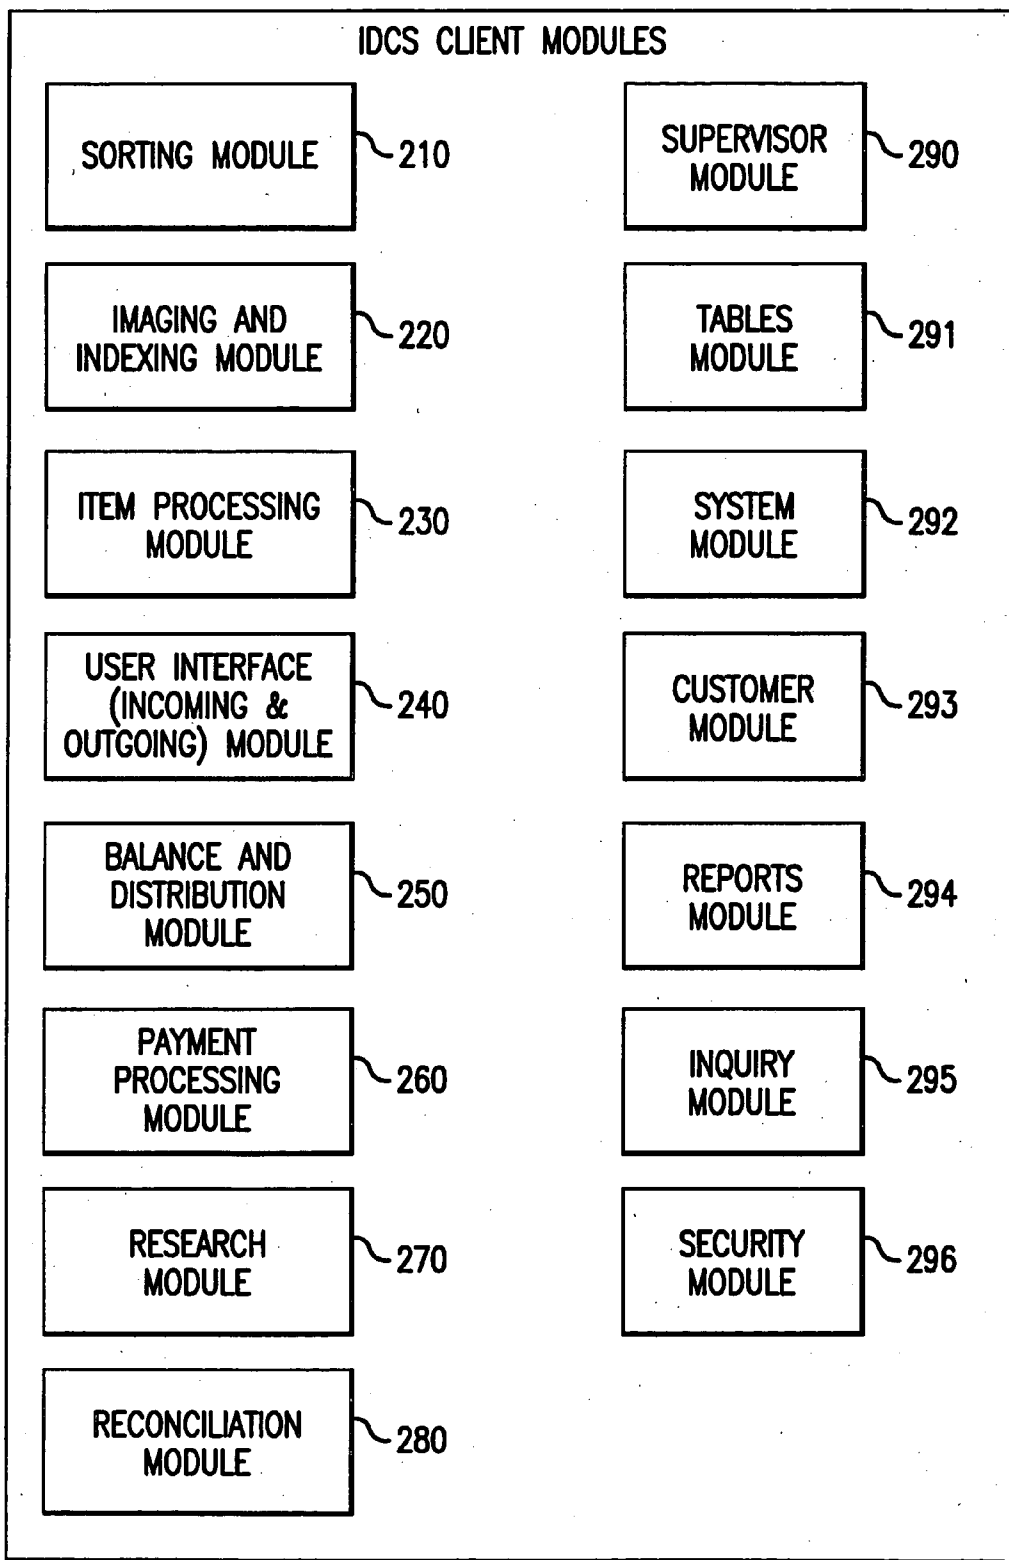 IDCS CLIENT MODULES
SORTING MODULE
210
IMAGING AND
INDEXING MODULE
220
ITEM PROCESSING
MODULE
230
USER INTERFACE
(INCOMING &
OUTGOING) MODULE
240
BALANCE AND
DISTRIBUTION
MODULE
250
PAYMENT
PROCESSING
MODULE
260
RESEARCH
MODULE
270
RECONCILIATION
MODULE
280
SUPERVISOR
MODULE
290
TABLES
MODULE
291
SYSTEM
MODULE
292
CUSTOMER
MODULE
293
REPORTS
MODULE
294
INQUIRY
MODULE
295
SECURITY
MODULE
296